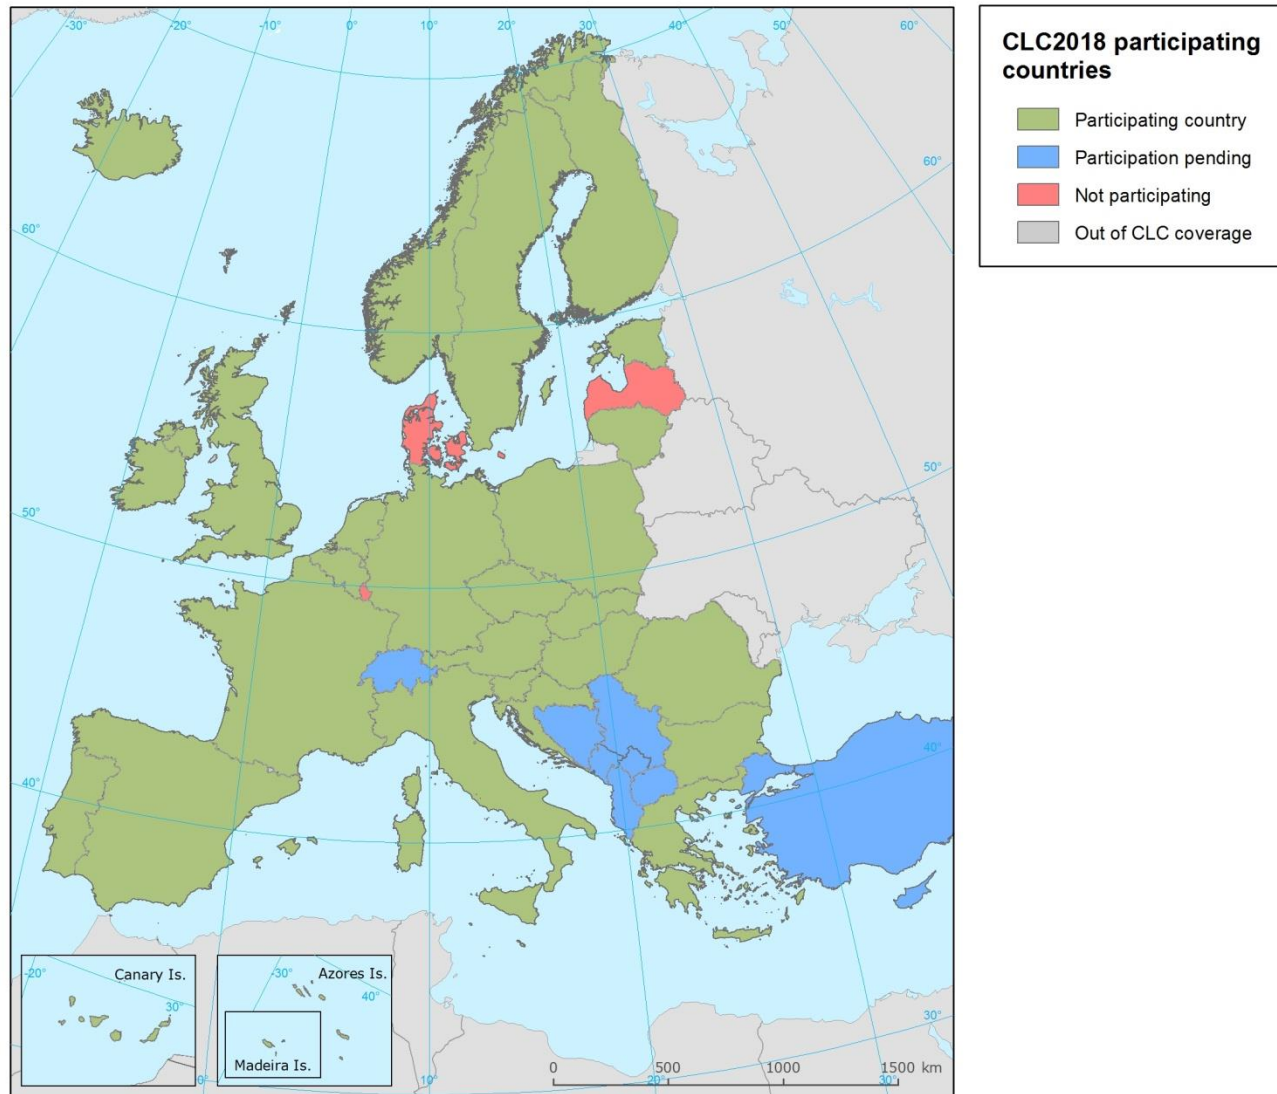 -30°
-20°
-10°
0°
10°
20°
30°
40°
50°
60°
CLC2018 participating
countries
Participating country
Participation pending
Not participating
Out of CLC coverage
60°
60°
50°
50°
40°
40°
30°
-20°
Canary Is.
30°
-30°
Azores Is.
40°
Madeira Is.
0°
10°
20°
30°
0 500 1000 1500 km